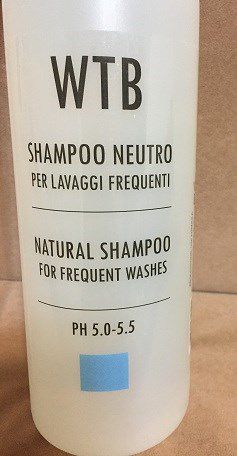 WTB
SHAMPOO NEUTRO
PER LAVAGGI FREQUENTI
NATURAL SHAMPOO
FOR FREQUENT WASHES
PH 5.0-5.5